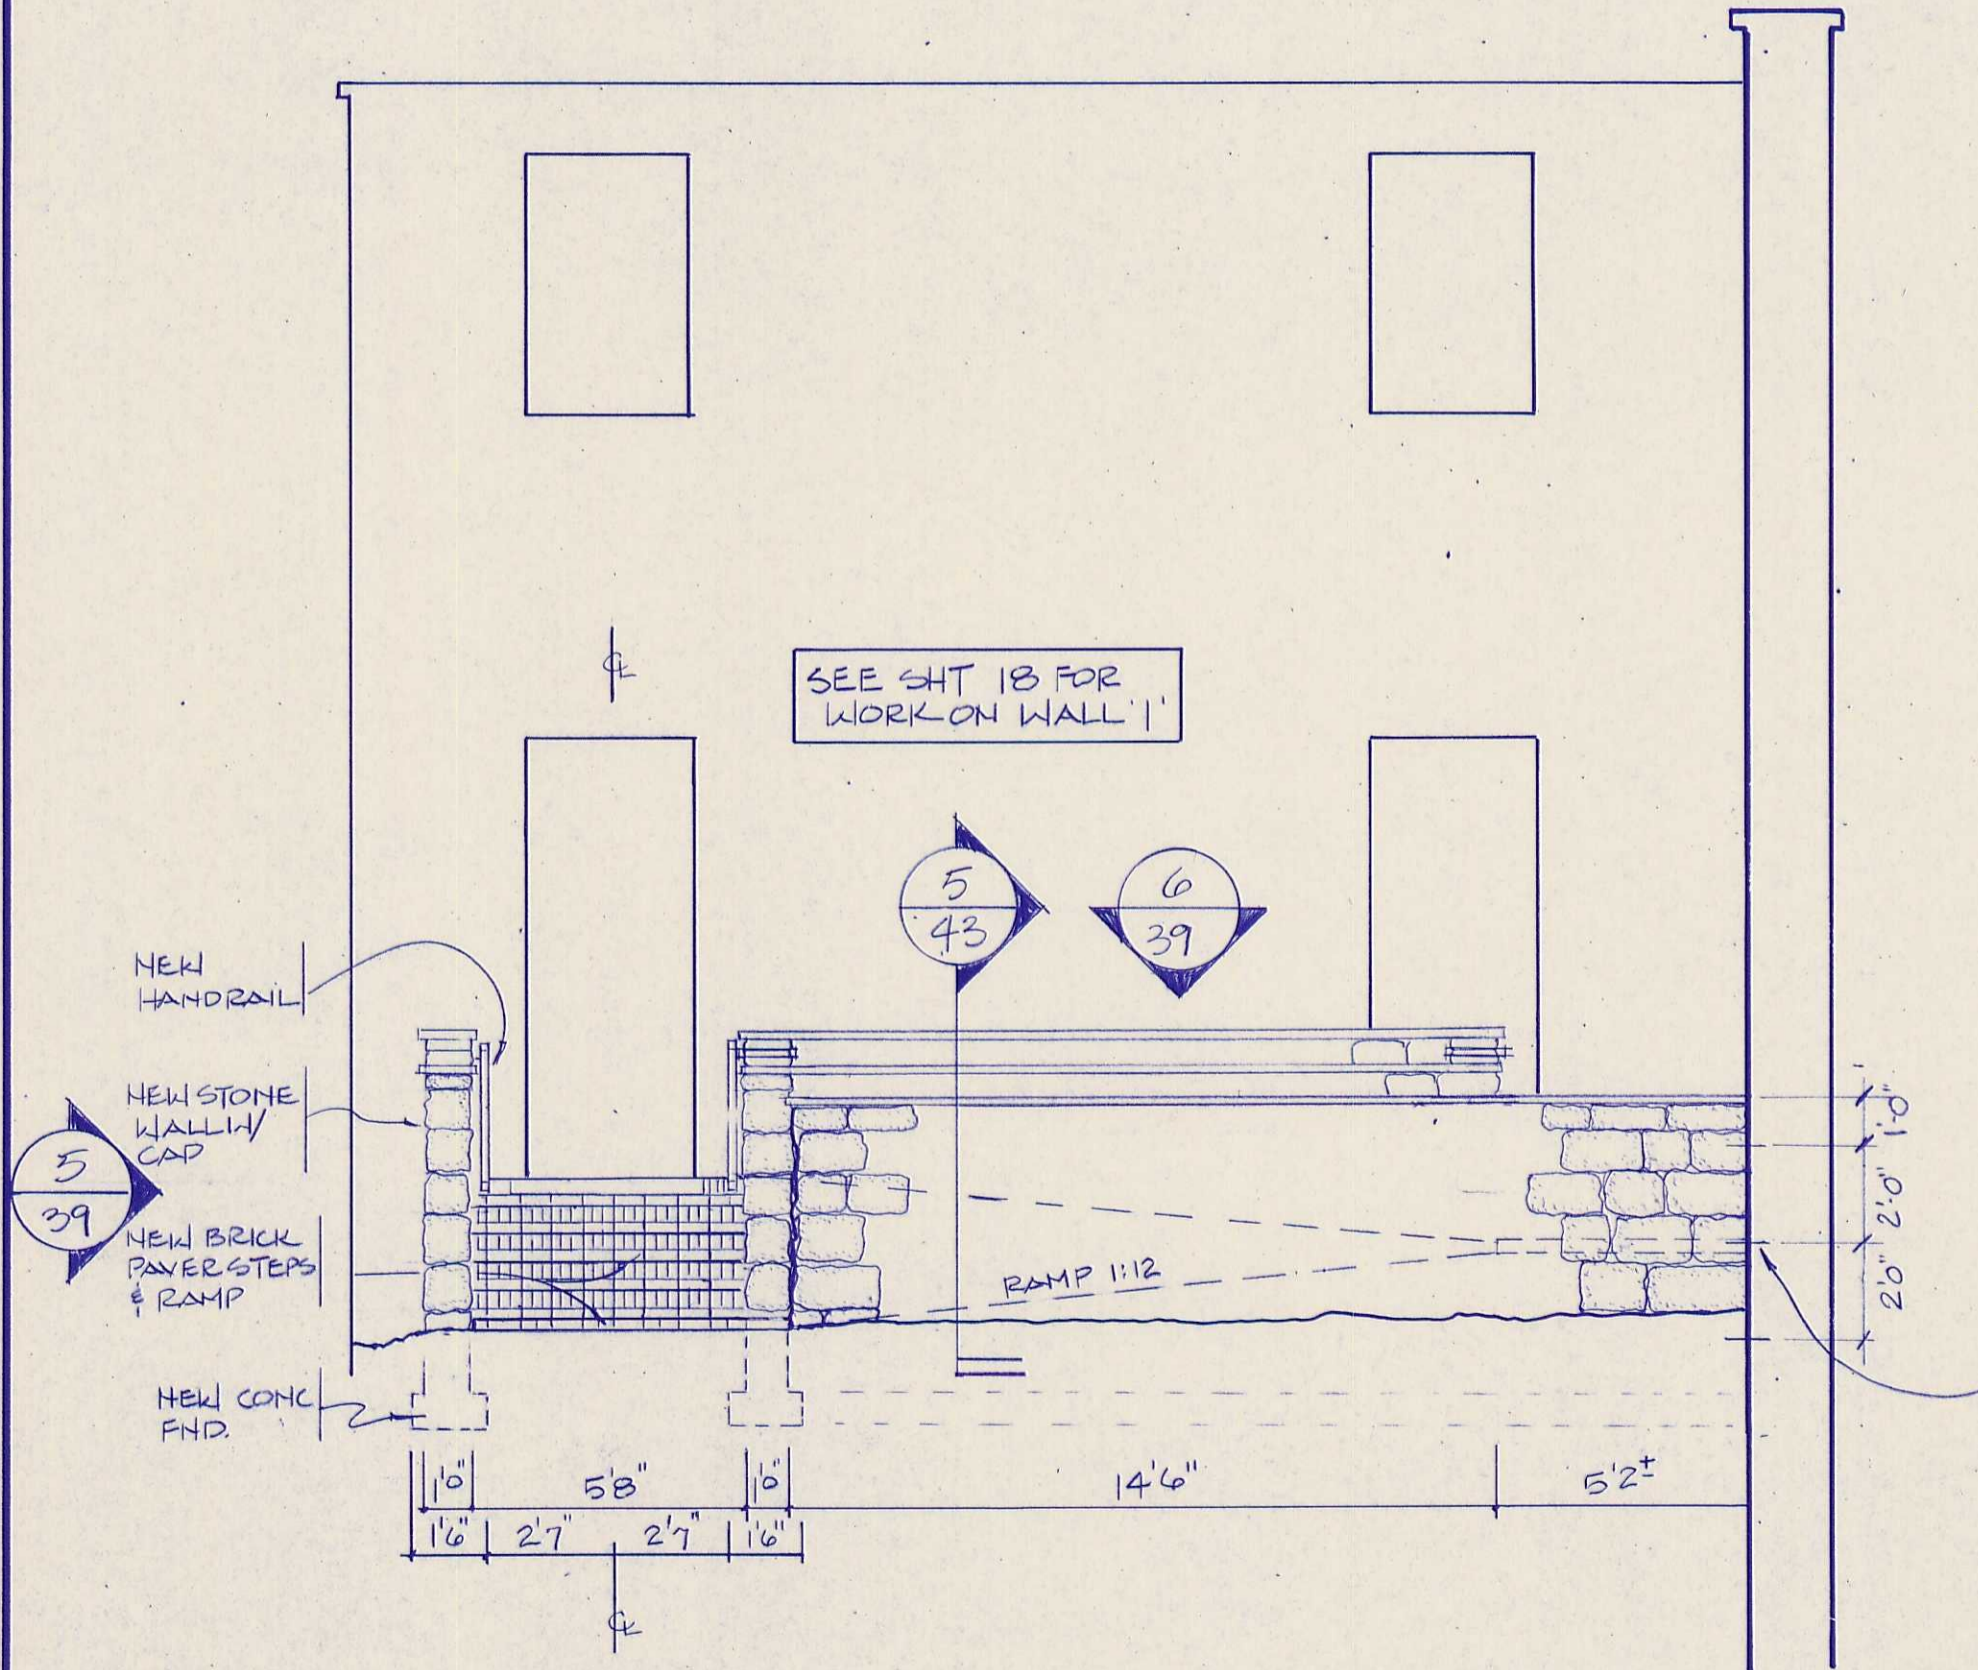 SEE SHT 18 FOR
WORK ON WALL '1'
5
43
6
39
NEW
HANDRAIL
NEW STONE
WALL W/
CAP
5
39
NEW BRICK
PAVER STEPS
& RAMP
RAMP 1:12
NEW CONC
FND.
1'-0"
2'-0"
2'0"
1'0"
5'8"
1'0"
14'6"
5'2±
1'6"
2'7"
2'7"
1'6"